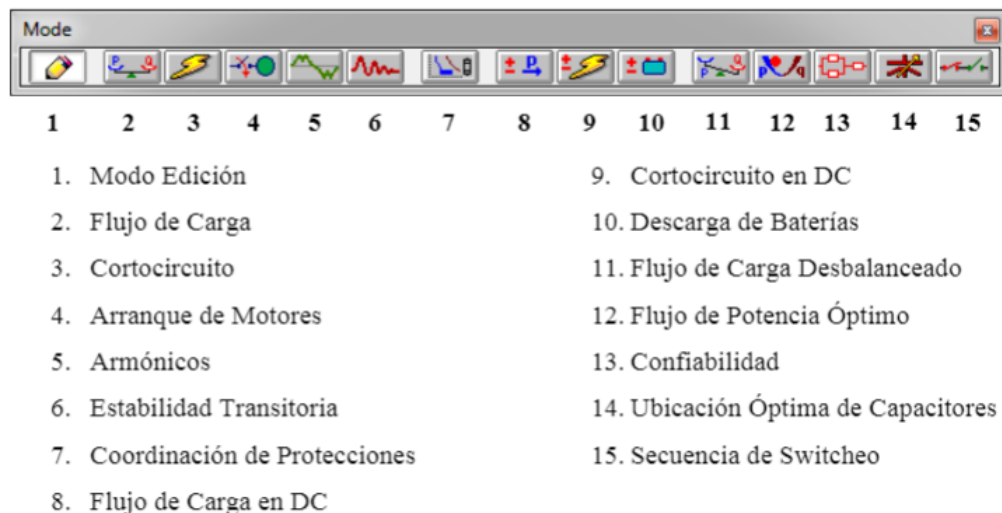 Mode
1 2 3 4 5 6 7 8 9 10 11 12 13 14 15
1. Modo Edición
2. Flujo de Carga
3. Cortocircuito
4. Arranque de Motores
5. Armónicos
6. Estabilidad Transitoria
7. Coordinación de Protecciones
8. Flujo de Carga en DC
9. Cortocircuito en DC
10. Descarga de Baterías
11. Flujo de Carga Desbalanceado
12. Flujo de Potencia Óptimo
13. Confiabilidad
14. Ubicación Óptima de Capacitores
15. Secuencia de Switcheo